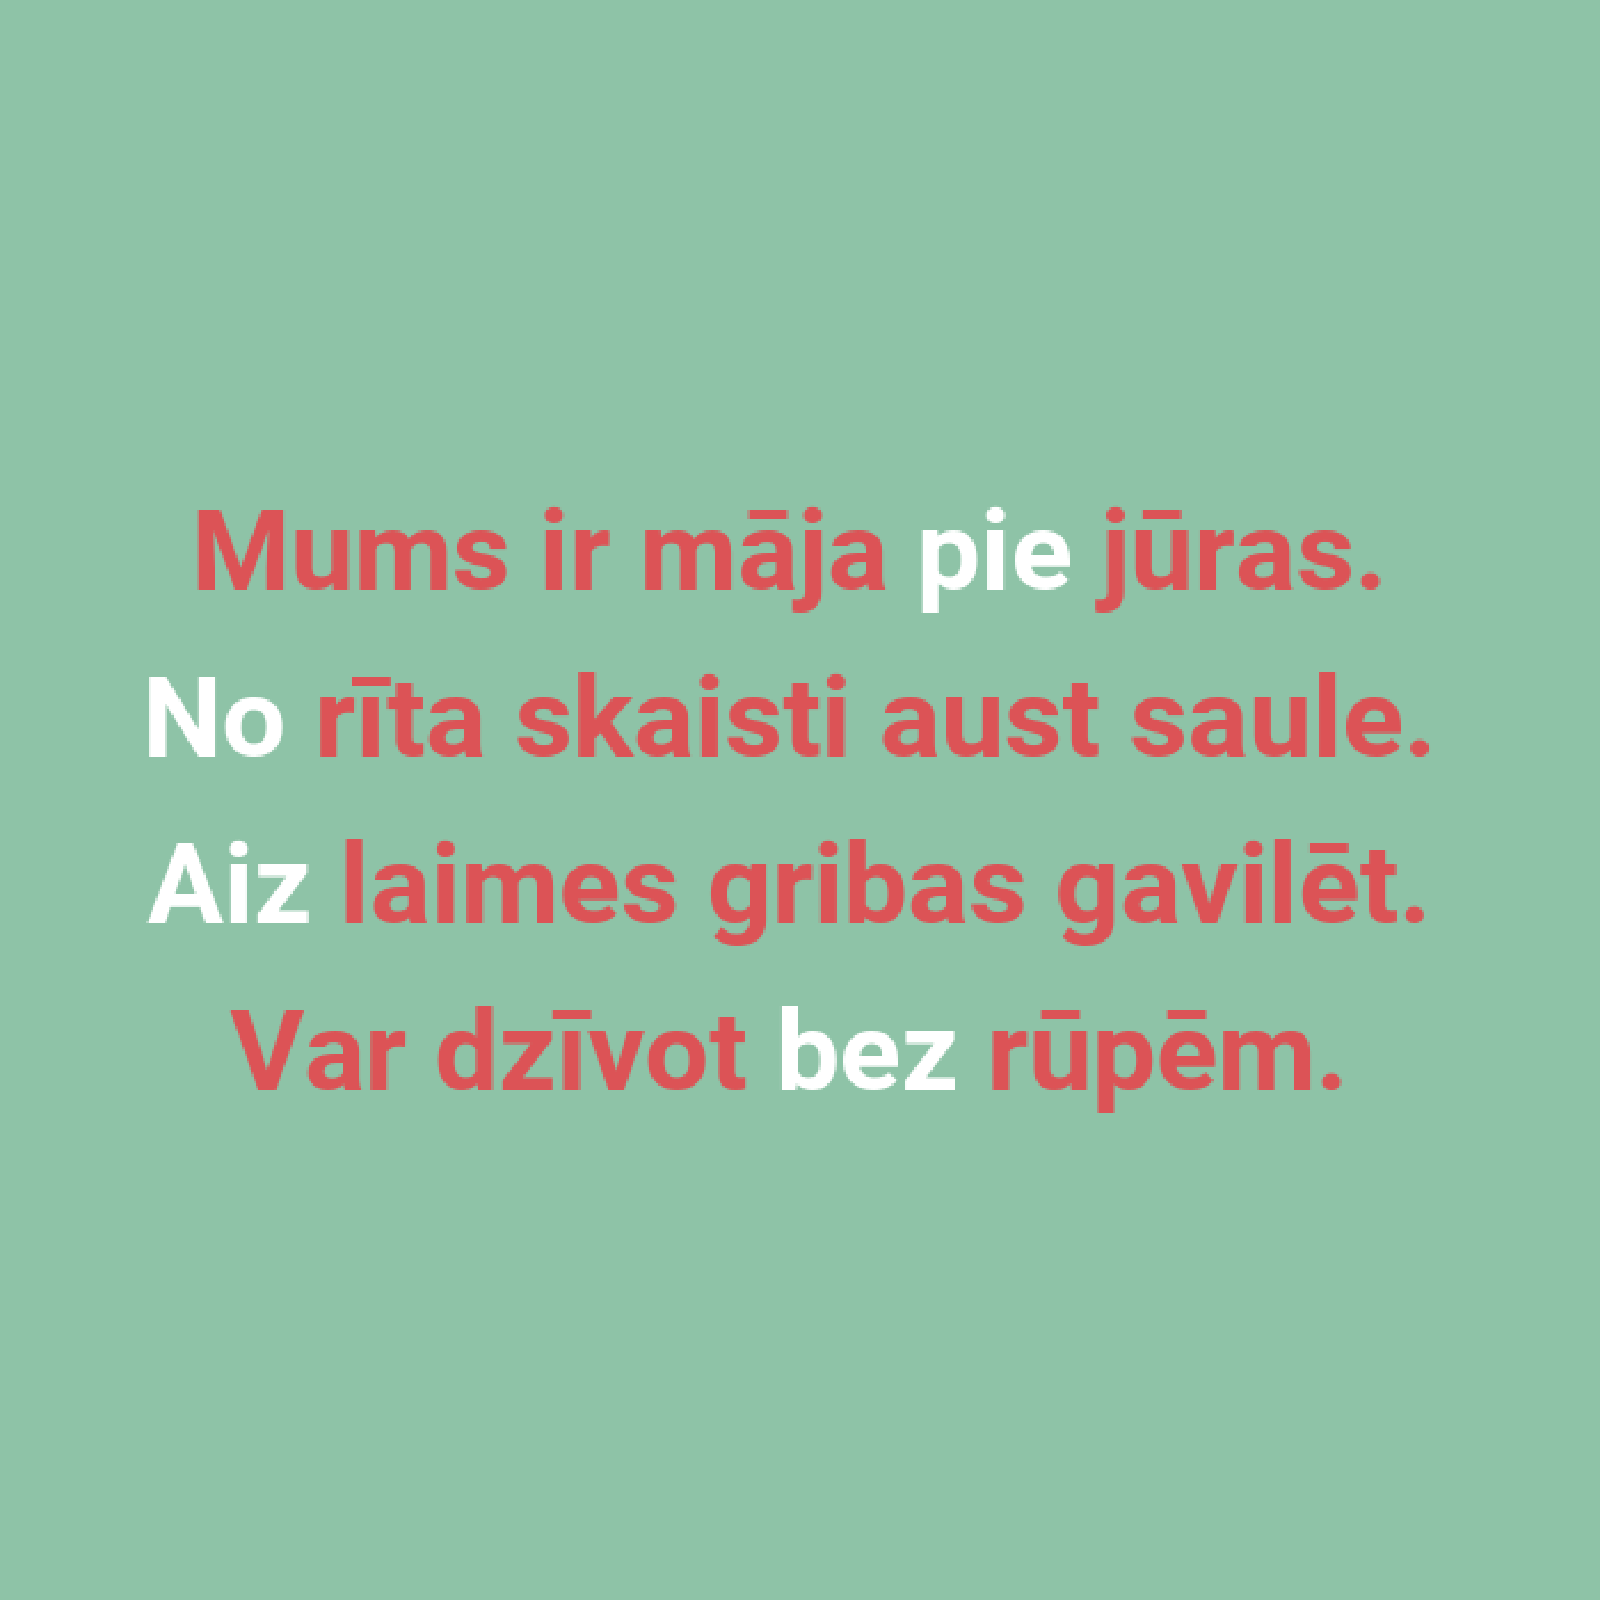 Mums ir māja pie jūras.
No rīta skaisti aust saule.
Aiz laimes gribas gavilēt.
Var dzīvot bez rūpēm.